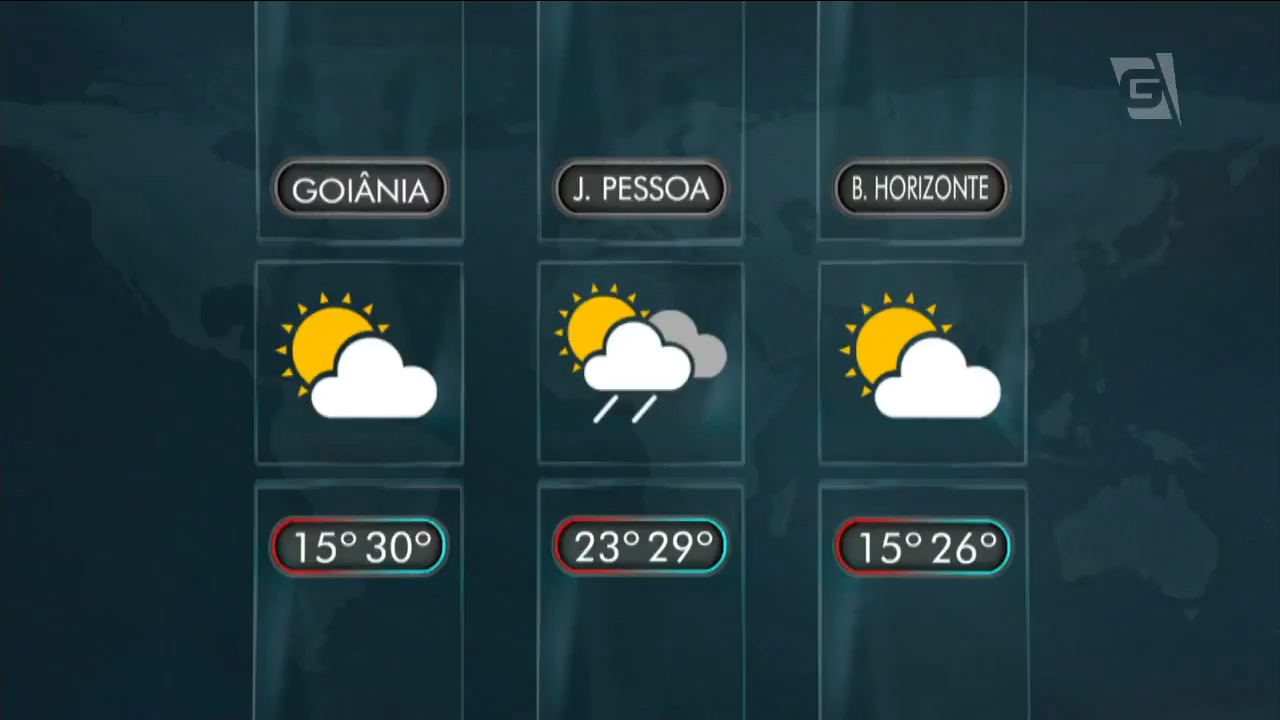 GOIÂNIA
J. PESSOA
B. HORIZONTE
15° 30°
23° 29°
15° 26°